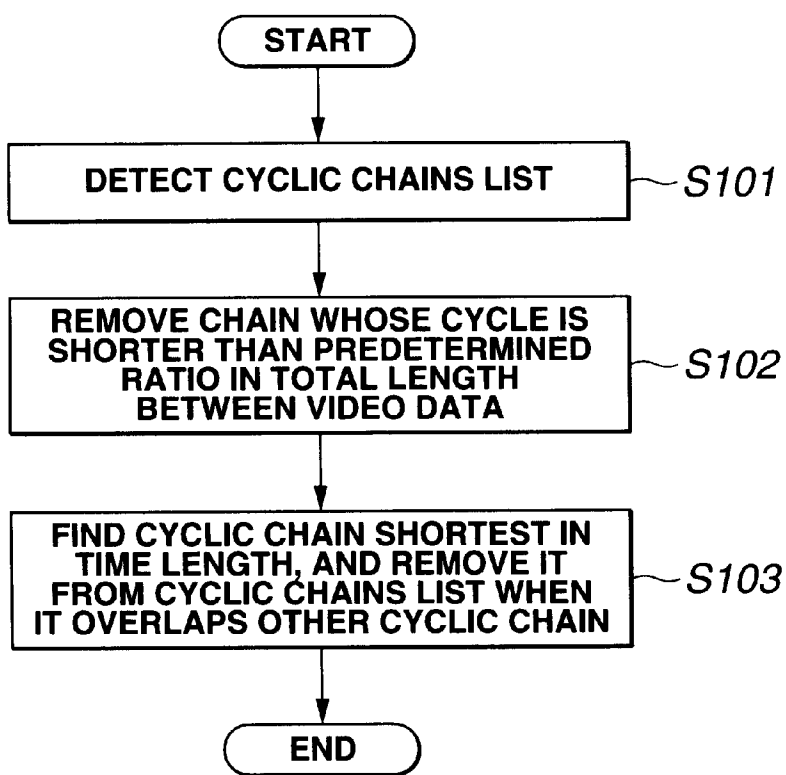 START
DETECT CYCLIC CHAINS LIST
S101
REMOVE CHAIN WHOSE CYCLE IS
SHORTER THAN PREDETERMINED
RATIO IN TOTAL LENGTH
BETWEEN VIDEO DATA
S102
FIND CYCLIC CHAIN SHORTEST IN
TIME LENGTH, AND REMOVE IT
FROM CYCLIC CHAINS LIST WHEN
IT OVERLAPS OTHER CYCLIC CHAIN
S103
END